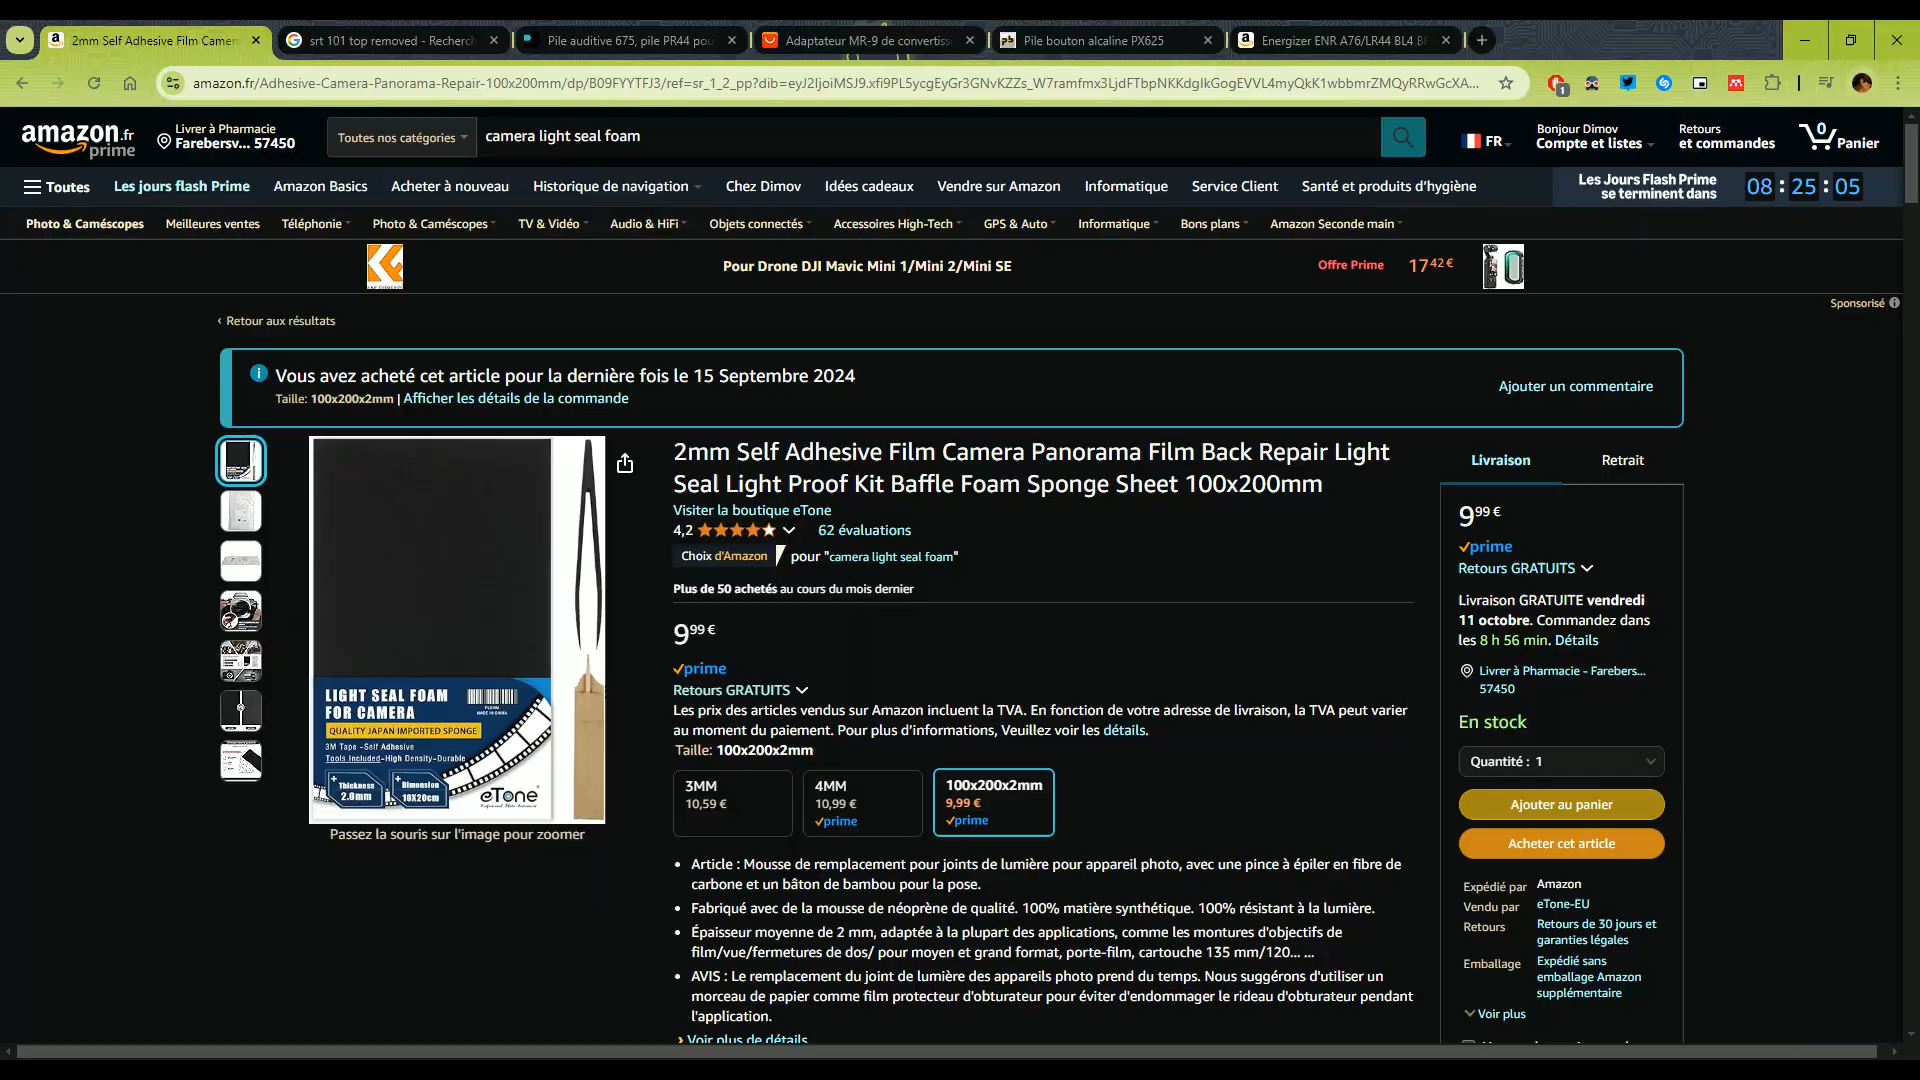 2mm Self Adhesive Film Camer
srt 101 top removed - Recherch
Pile auditive 675, pile PR44 pou
Adaptateur MR-9 de convertiss
Pile bouton alcaline PX625
Energizer ENR A76/LR44 BL4 B
amazon.fr/Adhesive-Camera-Panorama-Repair-100x200mm/dp/B09FYYTFJ3/ref=sr_1_2_pp?dib=eyJ2IjoiMSJ9.xfi9PL5ycgEyGr3GNvKZZs_W7ramfmx3LjdFTbpNKKdgIkGogEVVL4myQkK1wbbmrZMQyRRwGcXA...
1
amazon.fr
prime
Livrer à Pharmacie
Farebersv... 57450
Toutes nos catégories
camera light seal foam
FR
Bonjour Dimov
Compte et listes
Retours
et commandes
0
Panier
Toutes
Les jours flash Prime
Amazon Basics
Acheter à nouveau
Historique de navigation
Chez Dimov
Idées cadeaux
Vendre sur Amazon
Informatique
Service Client
Santé et produits d'hygiène
Les Jours Flash Prime
se terminent dans
08 : 25 : 05
Photo & Caméscopes
Meilleures ventes
Téléphonie
Photo & Caméscopes
TV & Vidéo
Audio & HiFi
Objets connectés
Accessoires High-Tech
GPS & Auto
Informatique
Bons plans
Amazon Seconde main
Pour Drone DJI Mavic Mini 1/Mini 2/Mini SE
Offre Prime
17,42 €
Sponsorisé
‹ Retour aux résultats
Vous avez acheté cet article pour la dernière fois le 15 Septembre 2024
Taille: 100x200x2mm | Afficher les détails de la commande
Ajouter un commentaire
LIGHT SEAL FOAM
FOR CAMERA
QUALITY JAPAN IMPORTED SPONGE
3M Tape -Self Adhesive
Tools Included-High Density-Durable
Thickness
2.0mm
Dimension
10X20cm
eTone
Passez la souris sur l'image pour zoomer
2mm Self Adhesive Film Camera Panorama Film Back Repair Light
Seal Light Proof Kit Baffle Foam Sponge Sheet 100x200mm
Visiter la boutique eTone
4,2
62 évaluations
Choix d'Amazon
pour "camera light seal foam"
Plus de 50 achetés au cours du mois dernier
9,99 €
prime
Retours GRATUITS
Les prix des articles vendus sur Amazon incluent la TVA. En fonction de votre adresse de livraison, la TVA peut varier
au moment du paiement. Pour plus d'informations, Veuillez voir les détails.
Taille: 100x200x2mm
3MM
10,59 €
4MM
10,99 €
prime
100x200x2mm
9,99 €
prime
• Article : Mousse de remplacement pour joints de lumière pour appareil photo, avec une pince à épiler en fibre de
carbone et un bâton de bambou pour la pose.
• Fabriqué avec de la mousse de néoprène de qualité. 100% matière synthétique. 100% résistant à la lumière.
• Épaisseur moyenne de 2 mm, adaptée à la plupart des applications, comme les montures d'objectifs de
film/vue/fermetures de dos/ pour moyen et grand format, porte-film, cartouche 135 mm/120... ...
• AVIS : Le remplacement du joint de lumière des appareils photo prend du temps. Nous suggérons d'utiliser un
morceau de papier comme film protecteur d'obturateur pour éviter d'endommager le rideau d'obturateur pendant
l'application.
› Voir plus de détails
Livraison
Retrait
9,99 €
prime
Retours GRATUITS
Livraison GRATUITE vendredi
11 octobre. Commandez dans
les 8 h 56 min. Détails
Livrer à Pharmacie - Farebers...
57450
En stock
Quantité : 1
Ajouter au panier
Acheter cet article
Expédié par
Amazon
Vendu par
eTone-EU
Retours
Retours de 30 jours et
garanties légales
Emballage
Expédié sans
emballage Amazon
supplémentaire
Voir plus